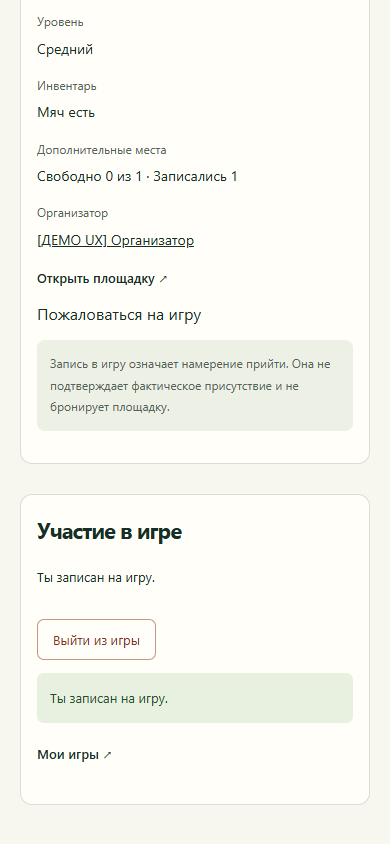 Уровень
Средний
Инвентарь
Мяч есть
Дополнительные места
Свободно 0 из 1 · Записались 1
Организатор
[ДЕМО UX] Организатор
Открыть площадку ↗
Пожаловаться на игру
Запись в игру означает намерение прийти. Она не
подтверждает фактическое присутствие и не
бронирует площадку.
Участие в игре
Ты записан на игру.
Выйти из игры
Ты записан на игру.
Мои игры ↗